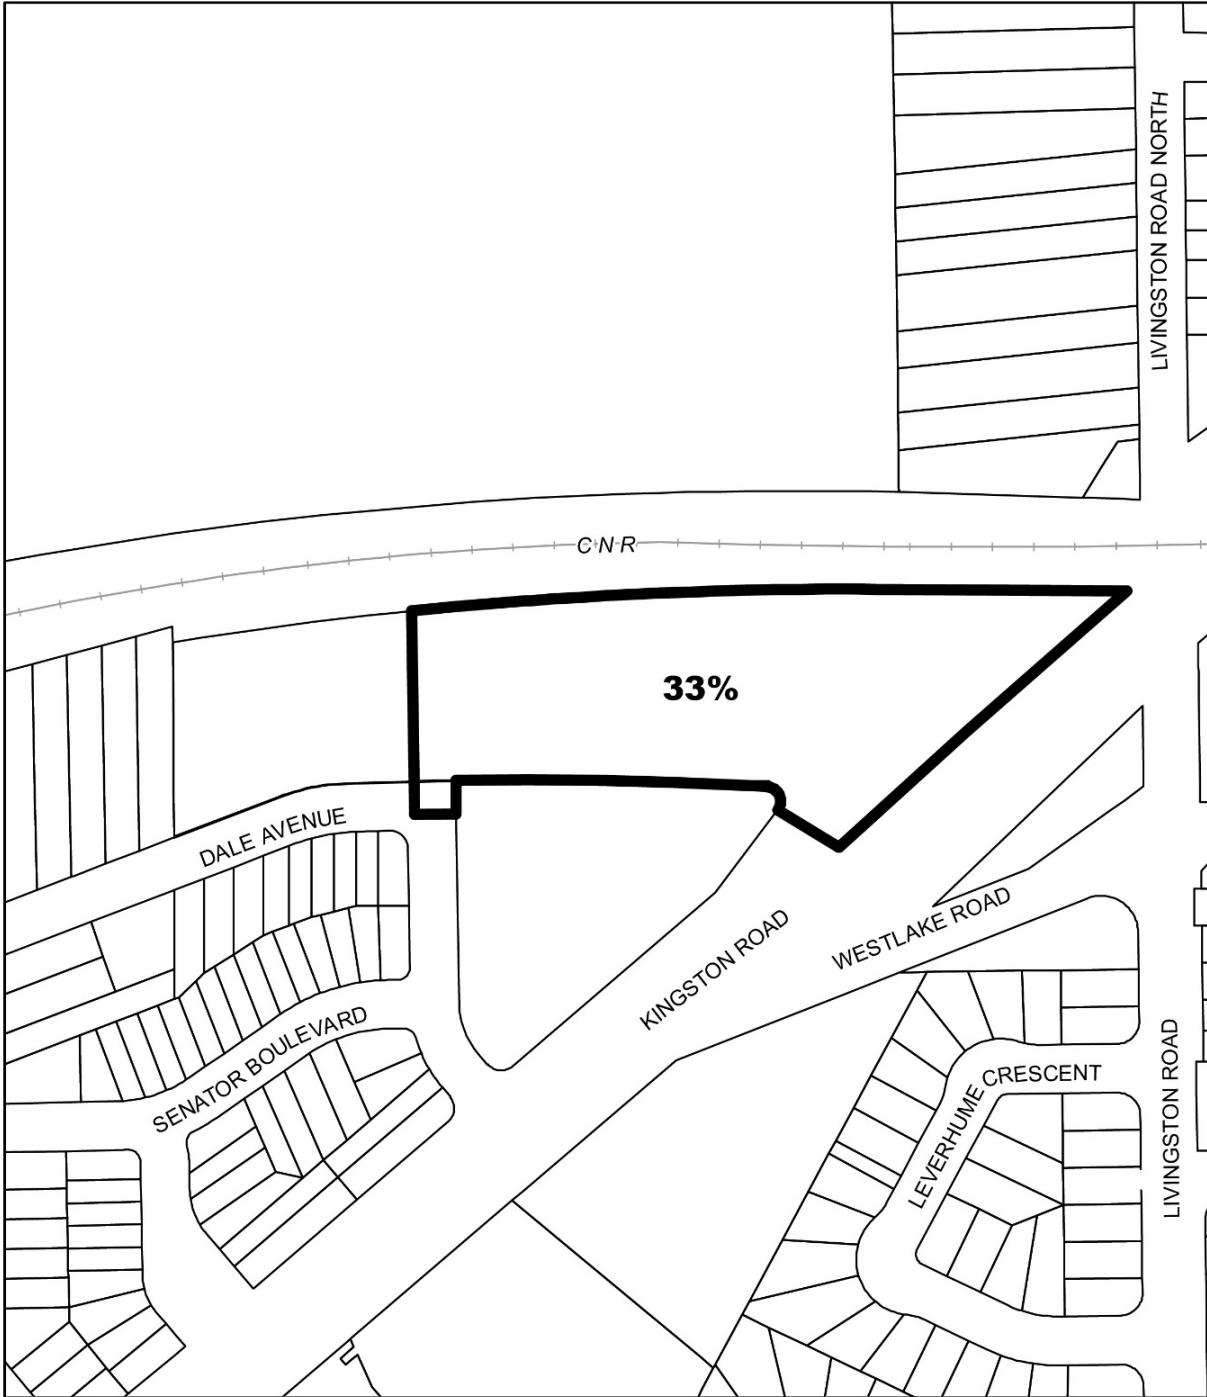 LIVINGSTON ROAD NORTH
C N R
33%
DALE AVENUE
KINGSTON ROAD
WESTLAKE ROAD
SENATOR BOULEVARD
LEVERHUME CRESCENT
LIVINGSTON ROAD